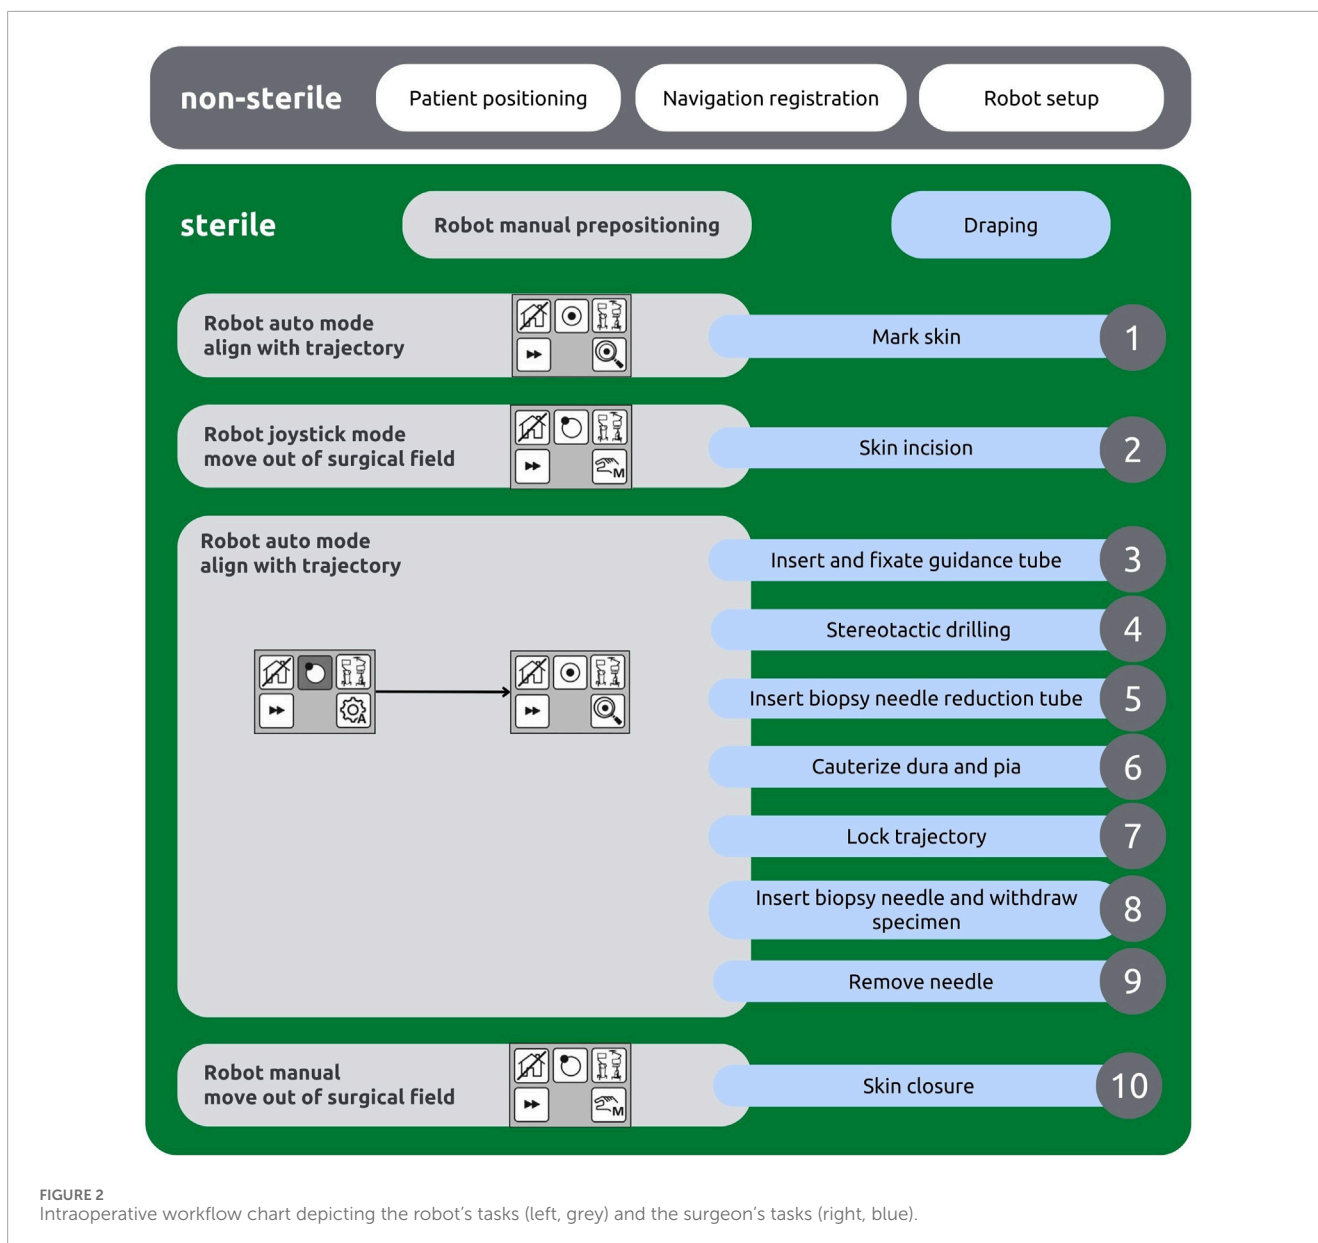 non-sterile
Patient positioning
Navigation registration
Robot setup
sterile
Robot manual prepositioning
Draping
Robot auto mode
align with trajectory
Mark skin
1
Robot joystick mode
move out of surgical field
M
Skin incision
2
Robot auto mode
align with trajectory
A
Insert and fixate guidance tube
3
Stereotactic drilling
4
Insert biopsy needle reduction tube
5
Cauterize dura and pia
6
Lock trajectory
7
Insert biopsy needle and withdraw
specimen
8
Remove needle
9
Robot manual
move out of surgical field
M
Skin closure
10
FIGURE 2
Intraoperative workflow chart depicting the robot's tasks (left, grey) and the surgeon's tasks (right, blue).